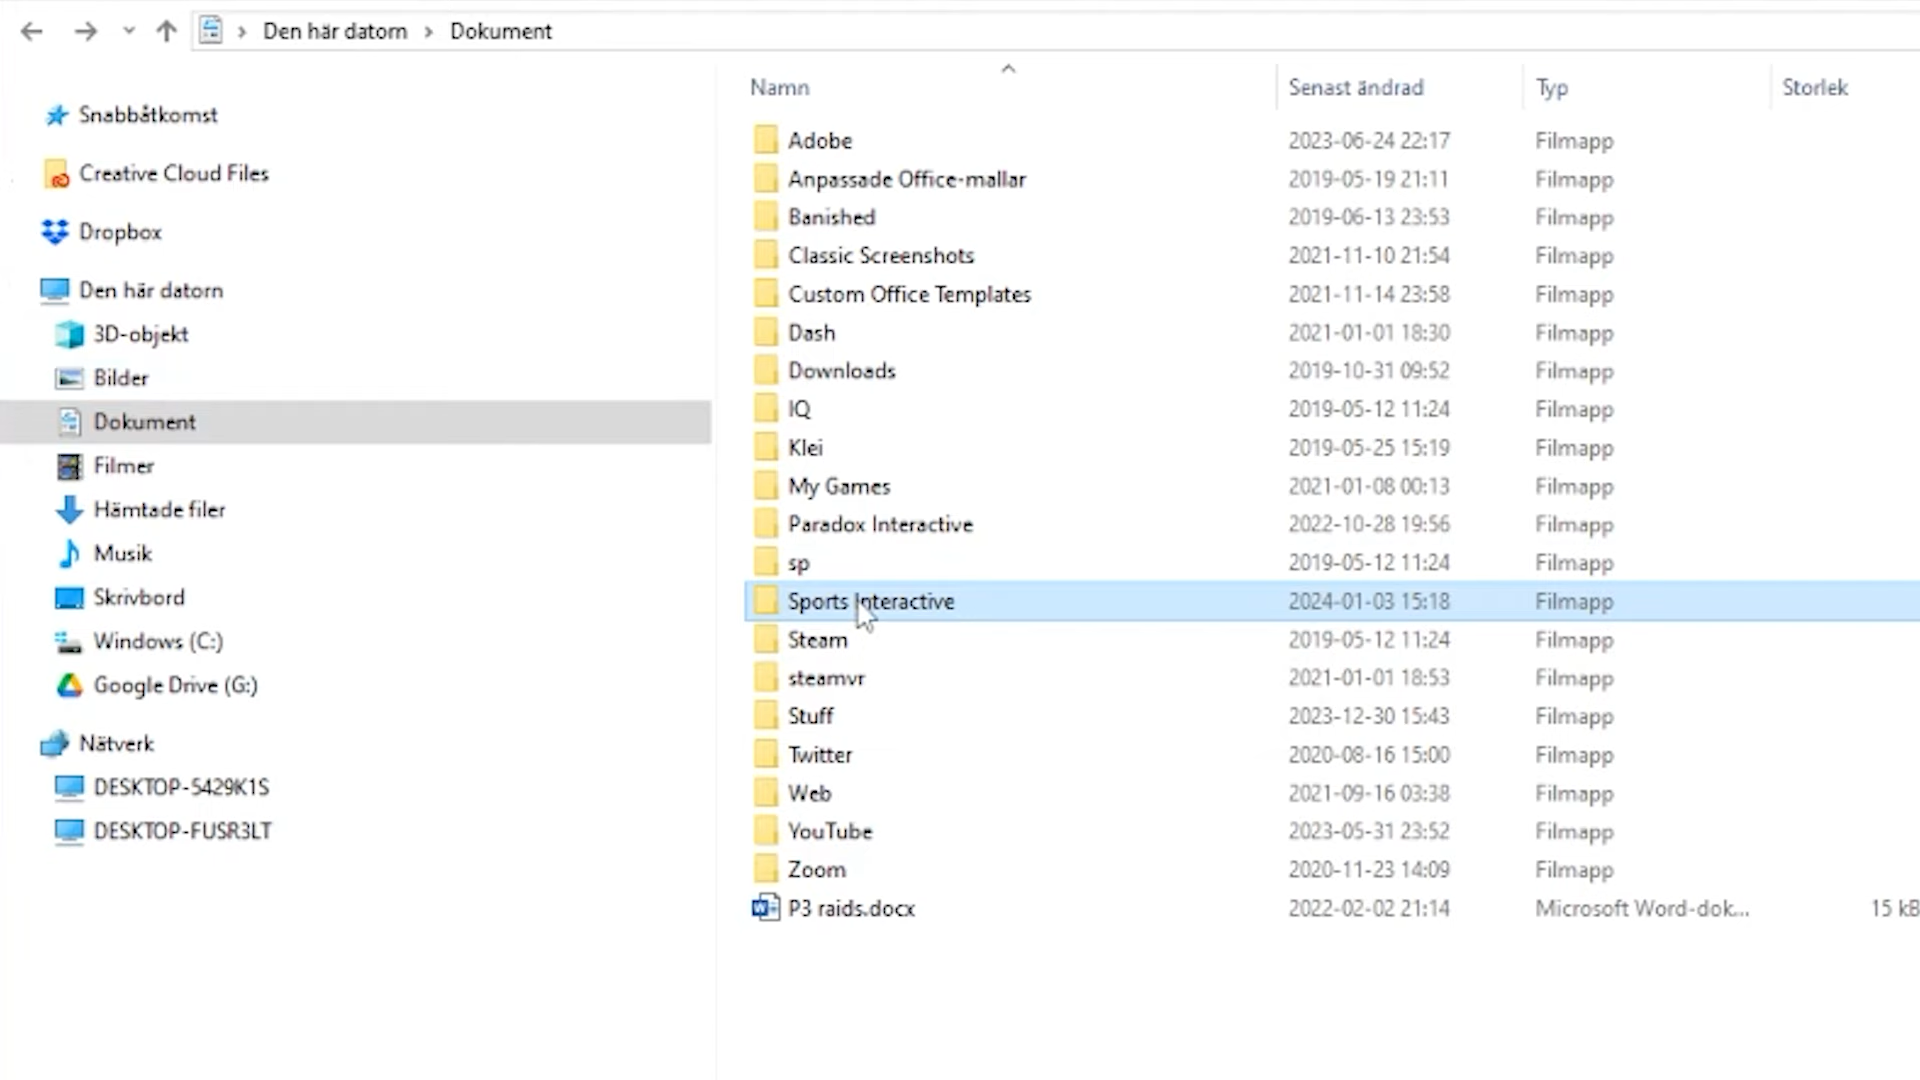 Den här datorn > Dokument
Namn Senast ändrad Typ Storlek
Snabbåtkomst
Creative Cloud Files
Dropbox
Den här datorn
3D-objekt
Bilder
Dokument
Filmer
Hämtade filer
Musik
Skrivbord
Windows (C:)
Google Drive (G:)
Nätverk
DESKTOP-5429K1S
DESKTOP-FUSR3LT
Adobe 2023-06-24 22:17 Filmapp
Anpassade Office-mallar 2019-05-19 21:11 Filmapp
Banished 2019-06-13 23:53 Filmapp
Classic Screenshots 2021-11-10 21:54 Filmapp
Custom Office Templates 2021-11-14 23:58 Filmapp
Dash 2021-01-01 18:30 Filmapp
Downloads 2019-10-31 09:52 Filmapp
IQ 2019-05-12 11:24 Filmapp
Klei 2019-05-25 15:19 Filmapp
My Games 2021-01-08 00:13 Filmapp
Paradox Interactive 2022-10-28 19:56 Filmapp
sp 2019-05-12 11:24 Filmapp
Sports Interactive 2024-01-03 15:18 Filmapp
Steam 2019-05-12 11:24 Filmapp
steamvr 2021-01-01 18:53 Filmapp
Stuff 2023-12-30 15:43 Filmapp
Twitter 2020-08-16 15:00 Filmapp
Web 2021-09-16 03:38 Filmapp
YouTube 2023-05-31 23:52 Filmapp
Zoom 2020-11-23 14:09 Filmapp
P3 raids.docx 2022-02-02 21:14 Microsoft Word-dok... 15 kB